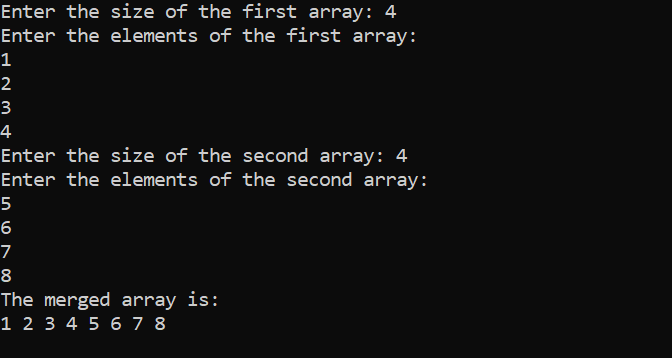 Enter the size of the first array: 4
Enter the elements of the first array:
1
2
3
4
Enter the size of the second array: 4
Enter the elements of the second array:
5
6
7
8
The merged array is:
1 2 3 4 5 6 7 8